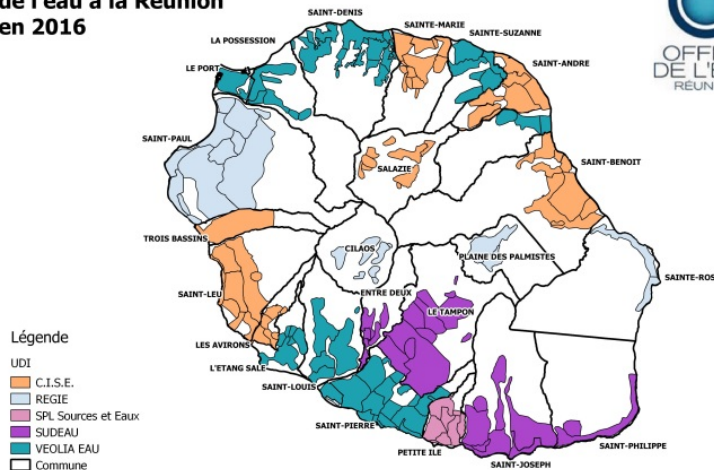 de l'eau à la Réunion
en 2016
SAINT-DENIS
SAINTE-MARIE
SAINTE-SUZANNE
LA POSSESSION
SAINT-ANDRE
LE PORT
OFFI
DE L'E
RÉUN
SAINT-PAUL
SAINT-BENOIT
SALAZIE
TROIS BASSINS
CILAOS
PLAINE DES PALMISTES
SAINTE-ROS
SAINT-LEU
ENTRE DEUX
LE TAMPON
LES AVIRONS
L'ETANG SALE
SAINT-LOUIS
SAINT-PIERRE
PETITE ILE
SAINT-JOSEPH
SAINT-PHILIPPE
Légende
UDI
C.I.S.E.
REGIE
SPL Sources et Eaux
SUDEAU
VEOLIA EAU
Commune